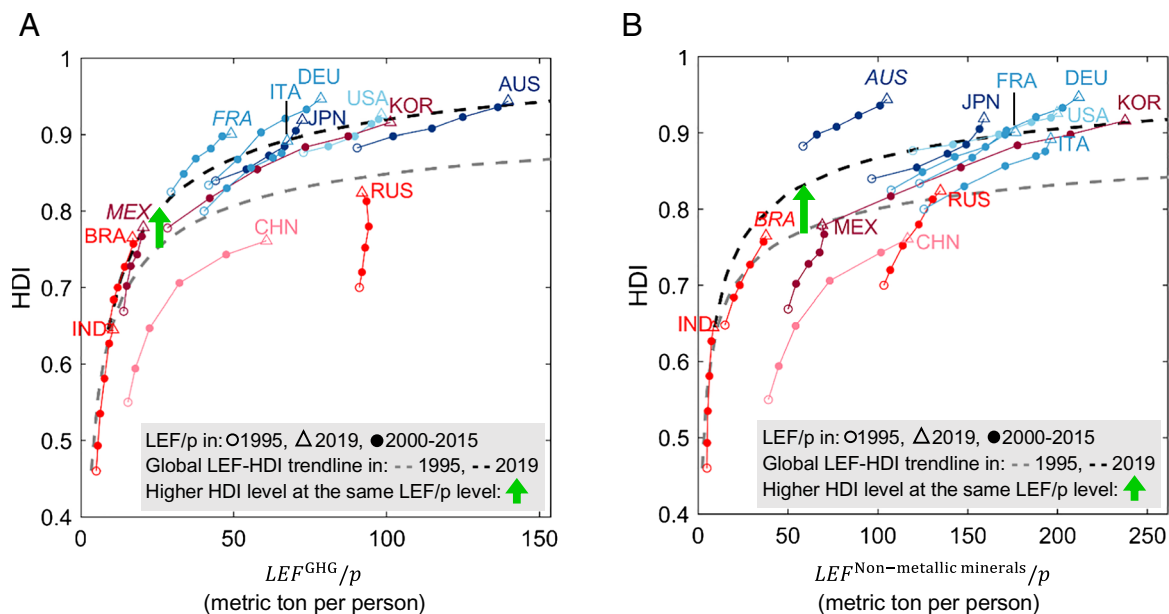 A
HDI
1
0.9
0.8
0.7
0.6
0.5
0.4
0
50
100
150
FRA
ITA
DEU
JPN
USA
KOR
AUS
MEX
BRA
RUS
CHN
IND
LEF/p in: ○1995, △2019, ●2000-2015
Global LEF-HDI trendline in: -- 1995, -- 2019
Higher HDI level at the same LEF/p level:
LEF^GHG/p
(metric ton per person)
B
HDI
1
0.9
0.8
0.7
0.6
0.5
0.4
0
50
100
150
200
250
AUS
JPN
FRA
DEU
USA
KOR
ITA
BRA
MEX
RUS
CHN
IND
LEF/p in: ○1995, △2019, ●2000-2015
Global LEF-HDI trendline in: -- 1995, -- 2019
Higher HDI level at the same LEF/p level:
LEF^Non−metallic minerals/p
(metric ton per person)